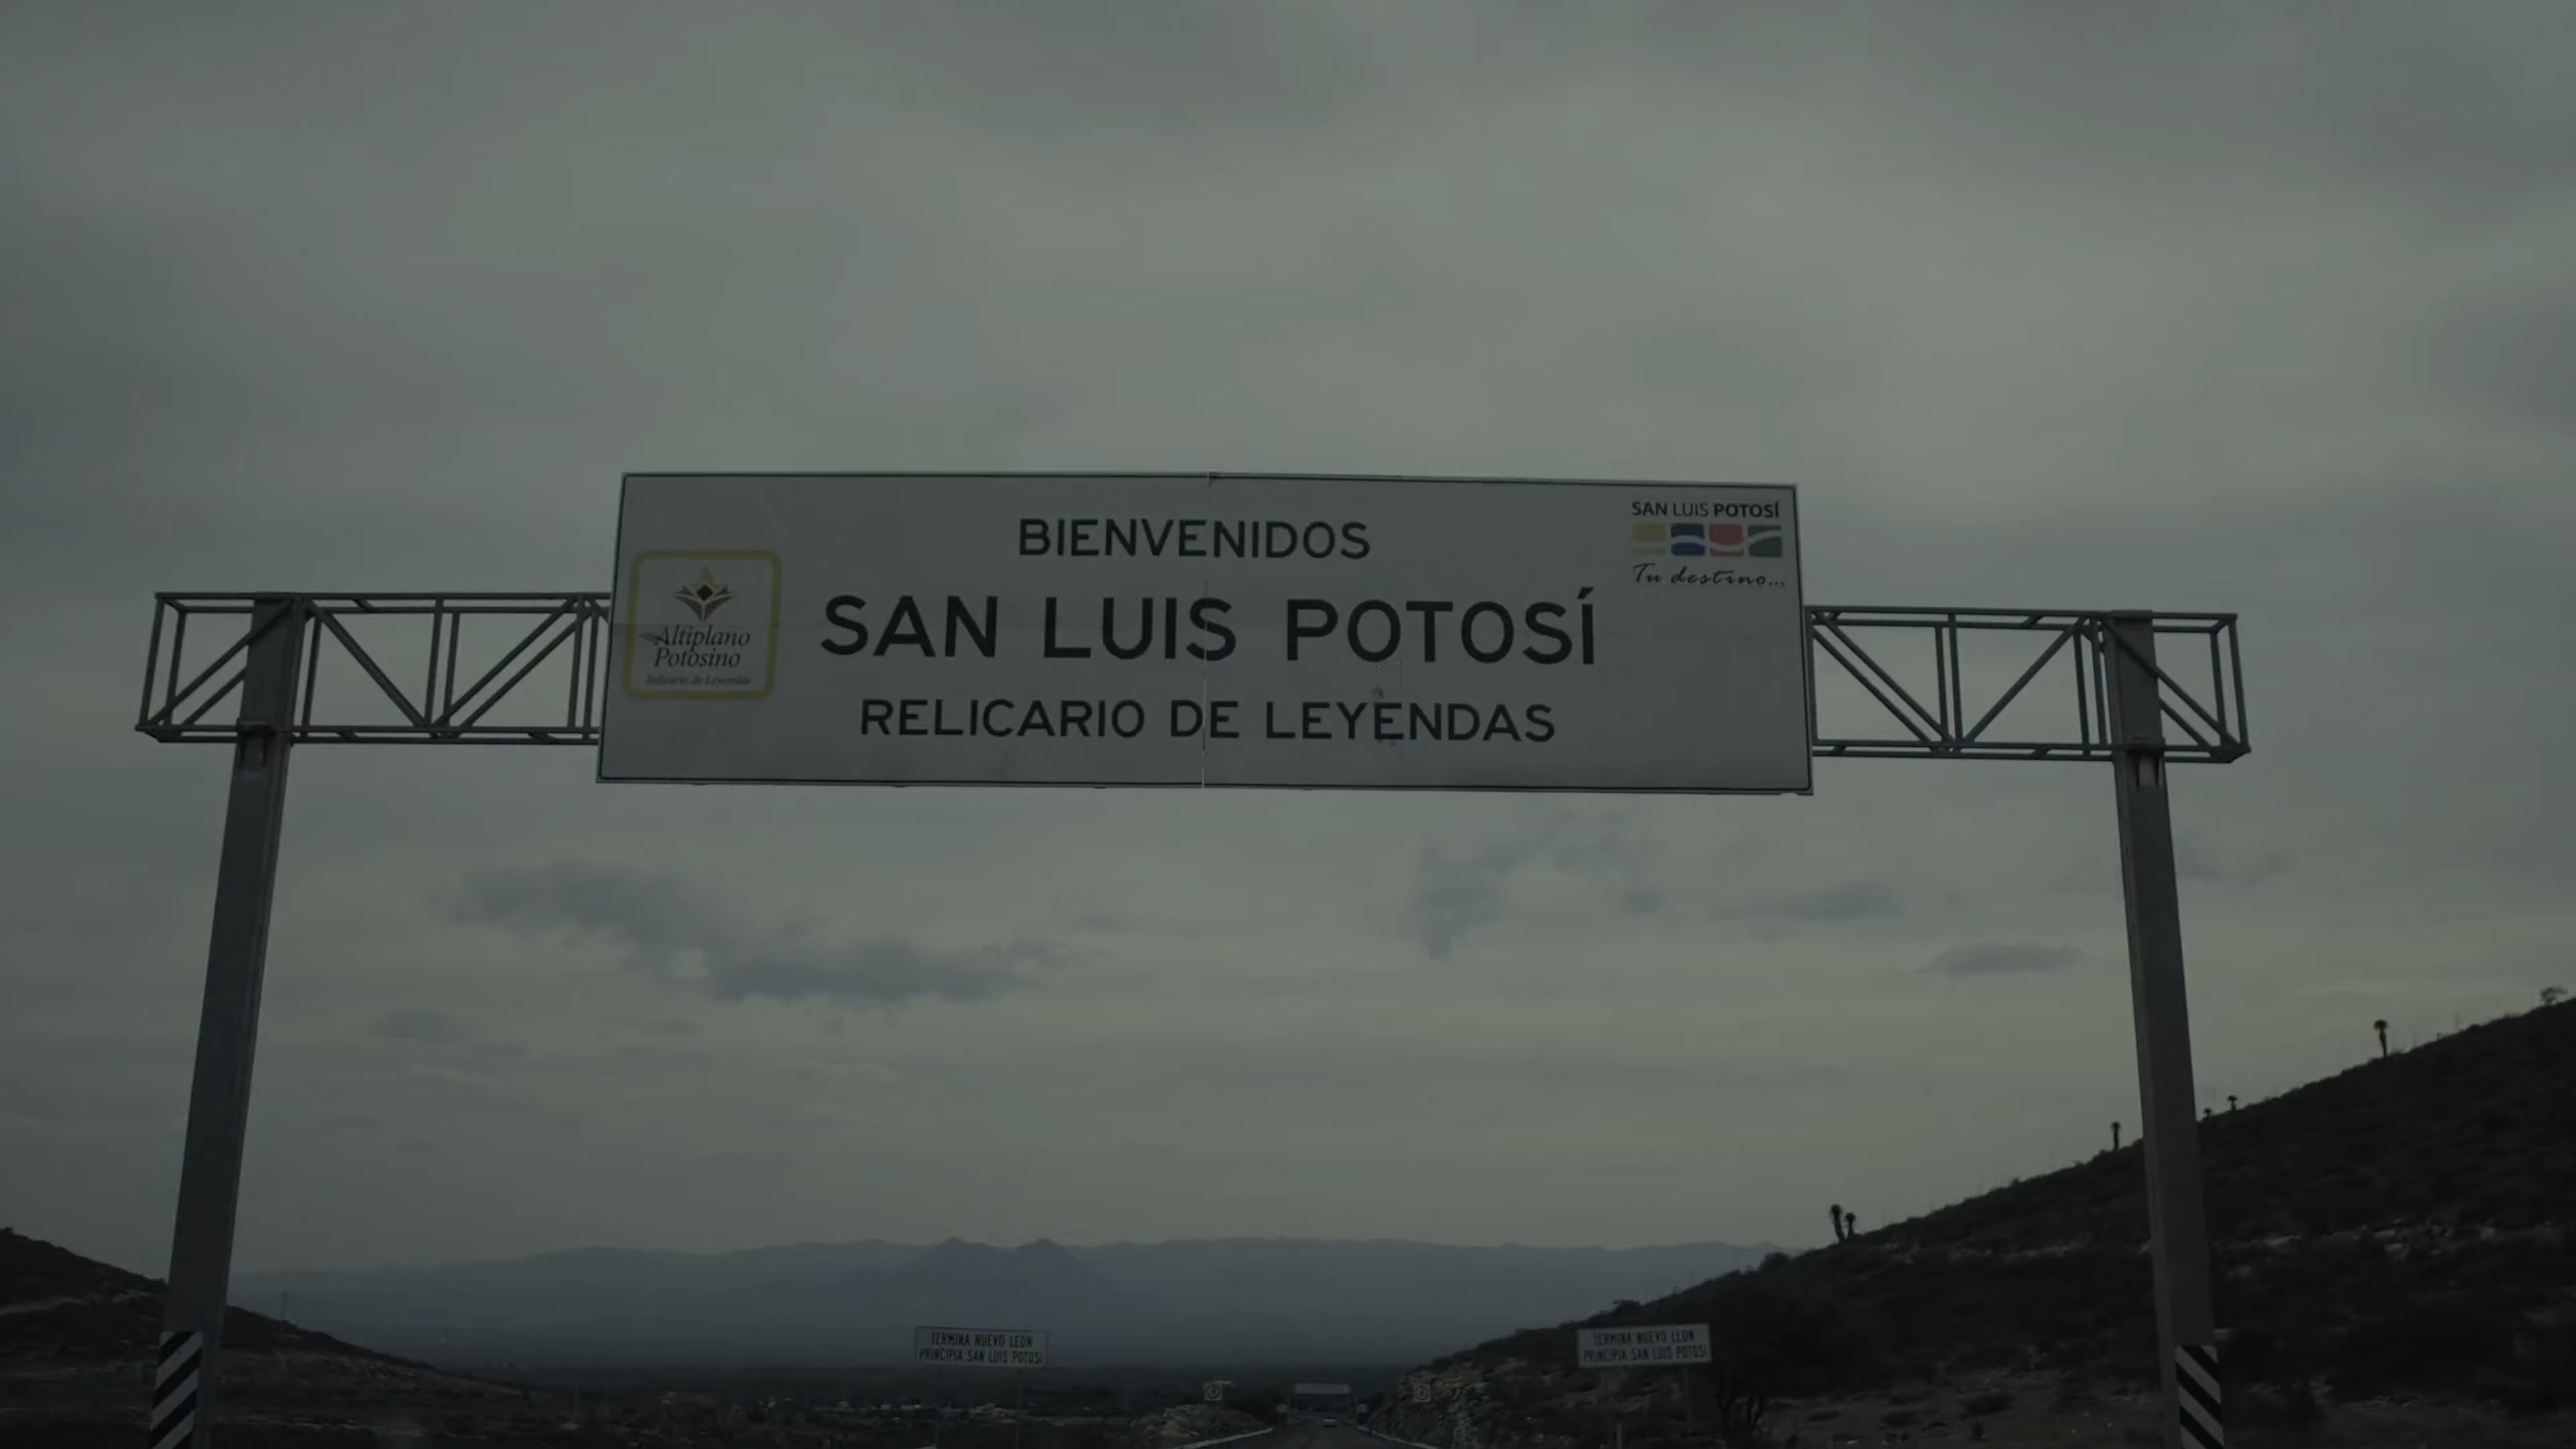 BIENVENIDOS
SAN LUIS POTOSÍ
RELICARIO DE LEYENDAS
Altiplano
Potosino
Relicario de Leyendas
SAN LUIS POTOSÍ
Tu destino...
TERMINA NUEVO LEON
PRINCIPIA SAN LUIS POTOSI
TERMINA NUEVO LEON
PRINCIPIA SAN LUIS POTOSI